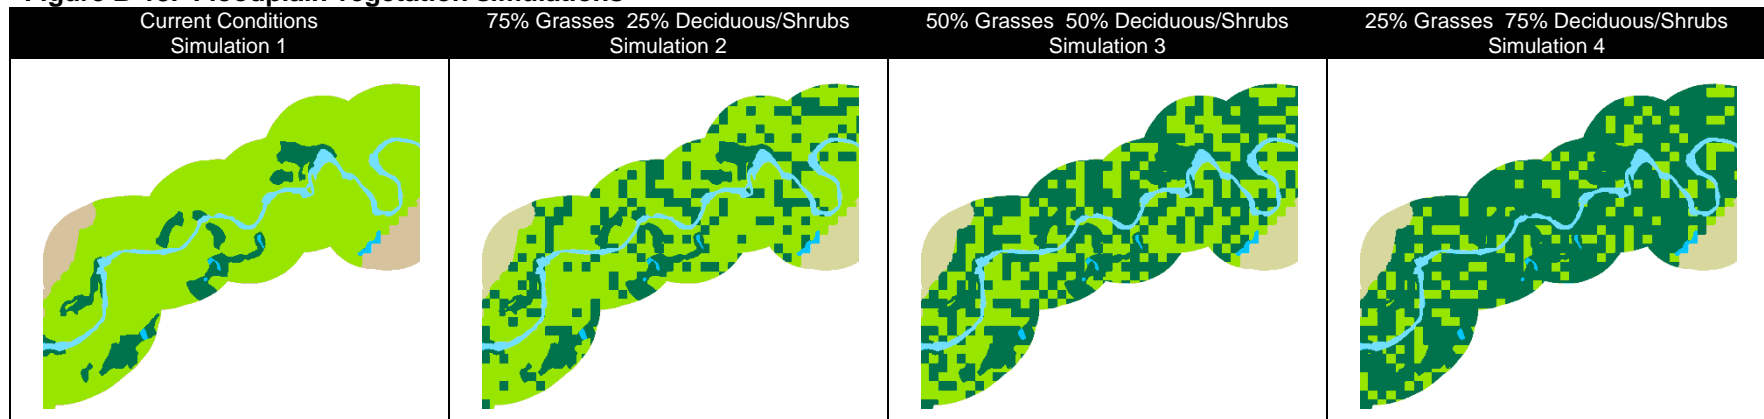 Current Conditions
Simulation 1
75% Grasses 25% Deciduous/Shrubs
Simulation 2
50% Grasses 50% Deciduous/Shrubs
Simulation 3
25% Grasses 75% Deciduous/Shrubs
Simulation 4